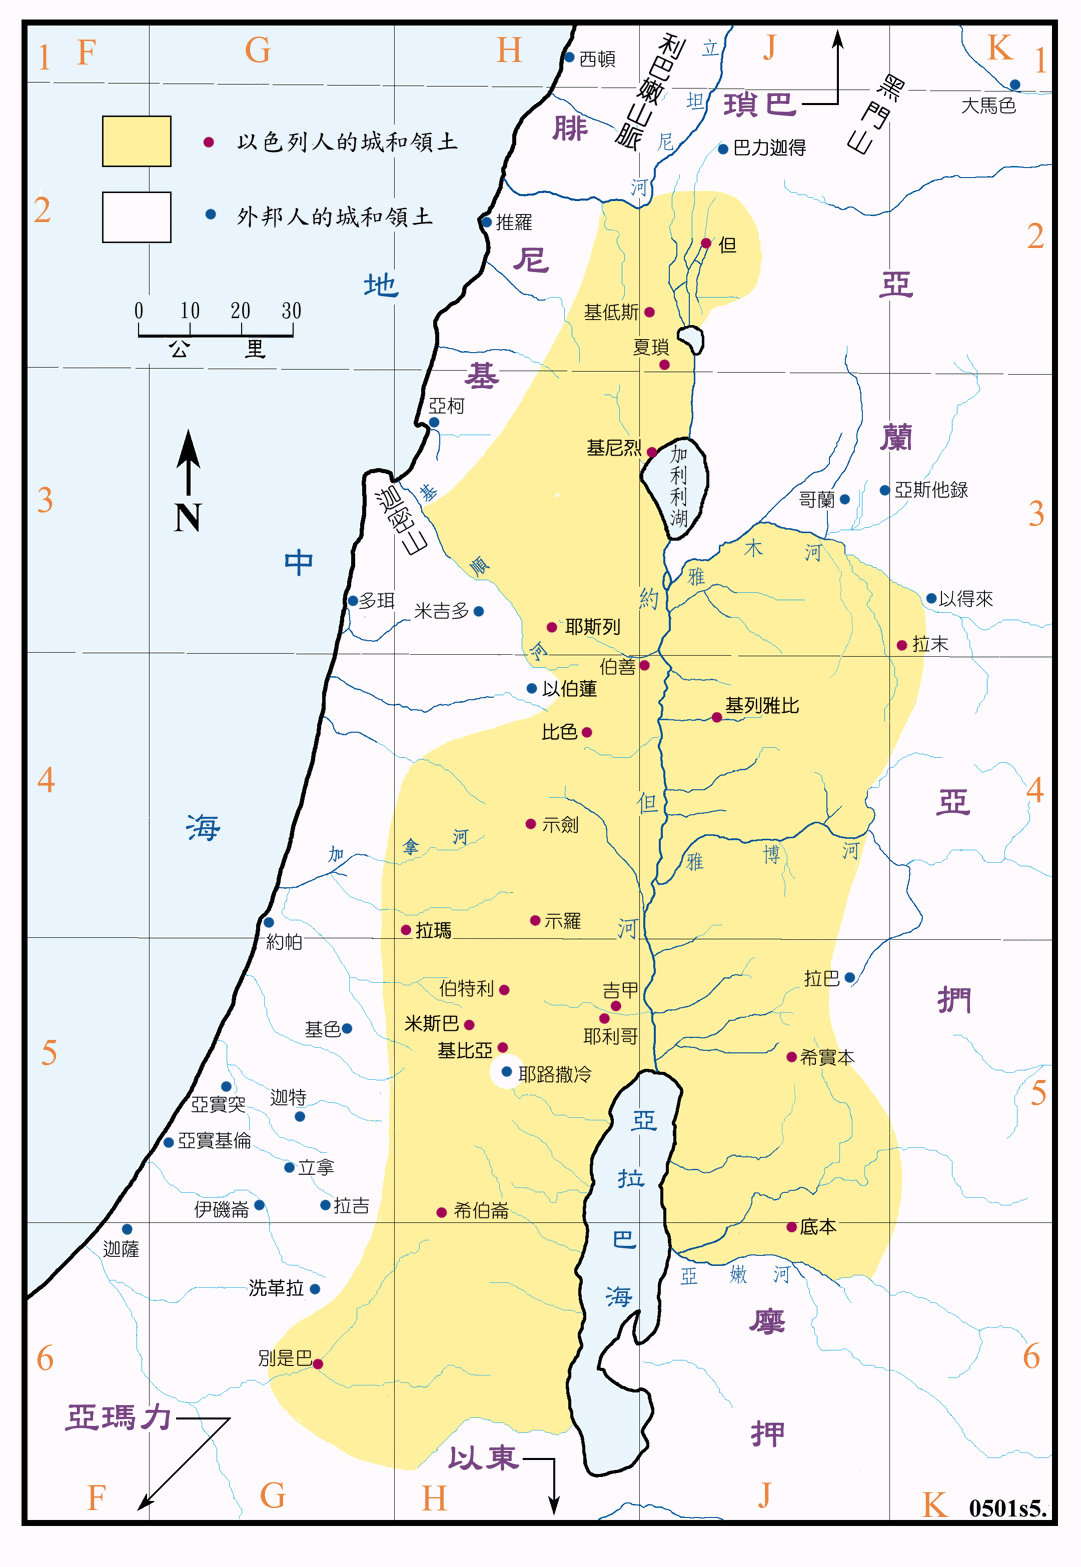 F
G
H
J
K
1
1
西頓
利巴嫩山脈
立坦尼河
瑣巴
黑門山
大馬色
以色列人的城和領土
外邦人的城和領土
腓尼基
巴力迦得
2
2
推羅
但
地中海
亞蘭
0 10 20 30
公里
基低斯
夏瑣
亞柯
基尼烈
加利利湖
N
迦密山
基順河
哥蘭
亞斯他錄
3
3
雅木河
多珥
米吉多
約但河
以得來
耶斯列
拉末
伯善
以伯蓮
基列雅比
比色
4
4
亞捫
示劍
加拿河
雅博河
拉瑪
示羅
約帕
伯特利
吉甲
拉巴
米斯巴
耶利哥
基色
基比亞
希實本
5
5
耶路撒冷
亞實突
迦特
亞拉巴海
亞實基倫
立拿
伊磯崙
拉吉
希伯崙
底本
迦薩
洗革拉
亞嫩河
摩押
別是巴
6
6
亞瑪力
以東
F
G
H
J
K
0501s5.